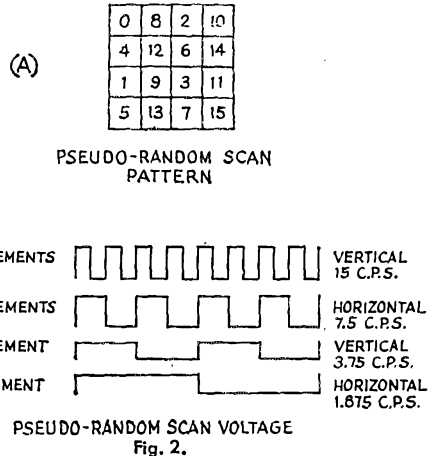 0 8 2 10
(A)
4 12 6 14
1 9 3 11
5 13 7 15
PSEUDO-RANDOM SCAN
PATTERN
EMENTS VERTICAL
15 C.P.S.
EMENTS HORIZONTAL
7.5 C.P.S.
EMENT VERTICAL
3.75 C.P.S.
MENT HORIZONTAL
1.875 C.P.S.
PSEUDO-RANDOM SCAN VOLTAGE
Fig. 2.